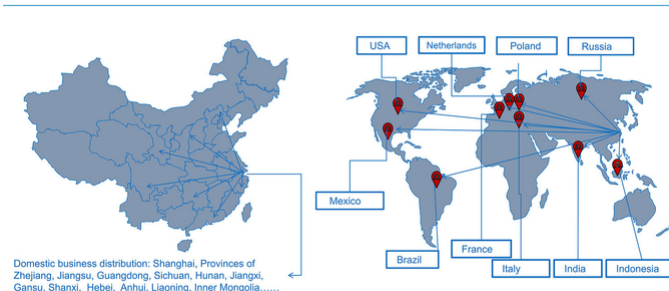 USA
Netherlands
Poland
Russia
Mexico
Brazil
France
Italy
India
Indonesia
Domestic business distribution: Shanghai, Provinces of
Zhejiang, Jiangsu, Guangdong, Sichuan, Hunan, Jiangxi,
Gansu, Shanxi, Hebei, Anhui, Liaoning, Inner Mongolia……